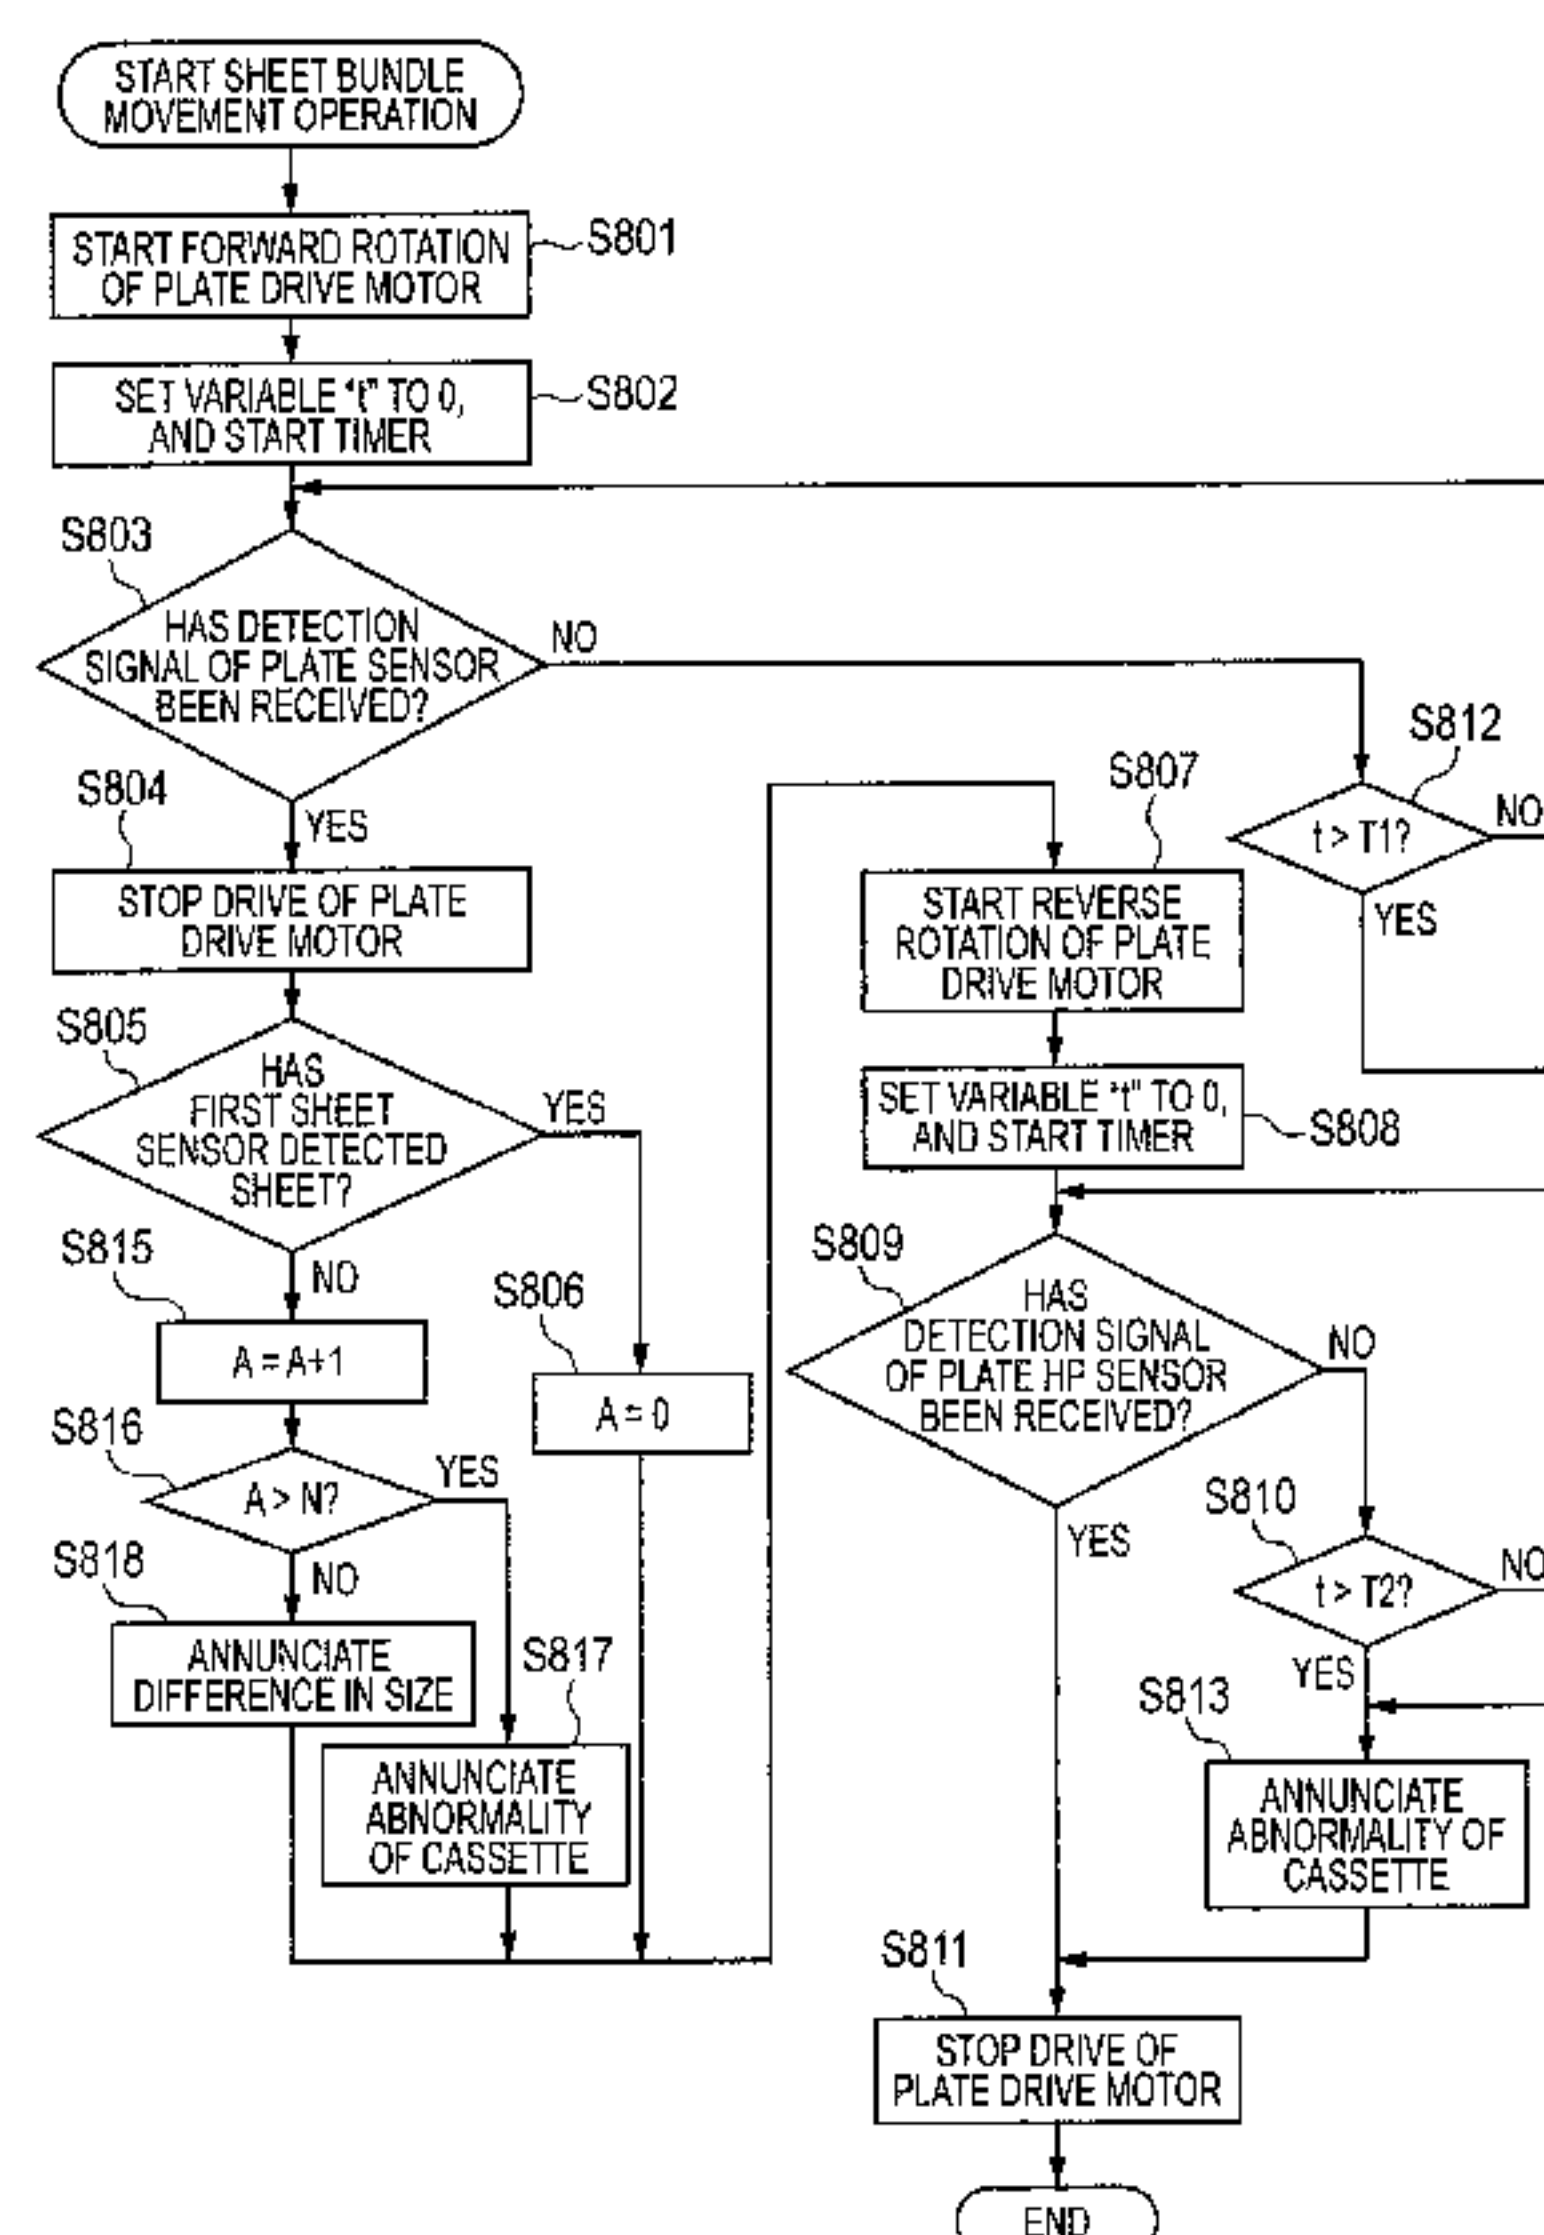 START SHEET BUNDLE
MOVEMENT OPERATION
START FORWARD ROTATION
OF PLATE DRIVE MOTOR
S801
SET VARIABLE "t" TO 0,
AND START TIMER
S802
S803
HAS DETECTION
SIGNAL OF PLATE SENSOR
BEEN RECEIVED?
NO
YES
S804
STOP DRIVE OF PLATE
DRIVE MOTOR
S805
HAS
FIRST SHEET
SENSOR DETECTED
SHEET?
YES
NO
S815
A = A+1
S806
A = 0
S816
A > N?
YES
NO
S818
ANNUNCIATE
DIFFERENCE IN SIZE
S817
ANNUNCIATE
ABNORMALITY
OF CASSETTE
S807
START REVERSE
ROTATION OF PLATE
DRIVE MOTOR
S812
t > T1?
NO
YES
SET VARIABLE "t" TO 0,
AND START TIMER
S808
S809
HAS
DETECTION SIGNAL
OF PLATE HP SENSOR
BEEN RECEIVED?
NO
YES
S810
t > T2?
NO
YES
S813
ANNUNCIATE
ABNORMALITY OF
CASSETTE
S811
STOP DRIVE OF
PLATE DRIVE MOTOR
END